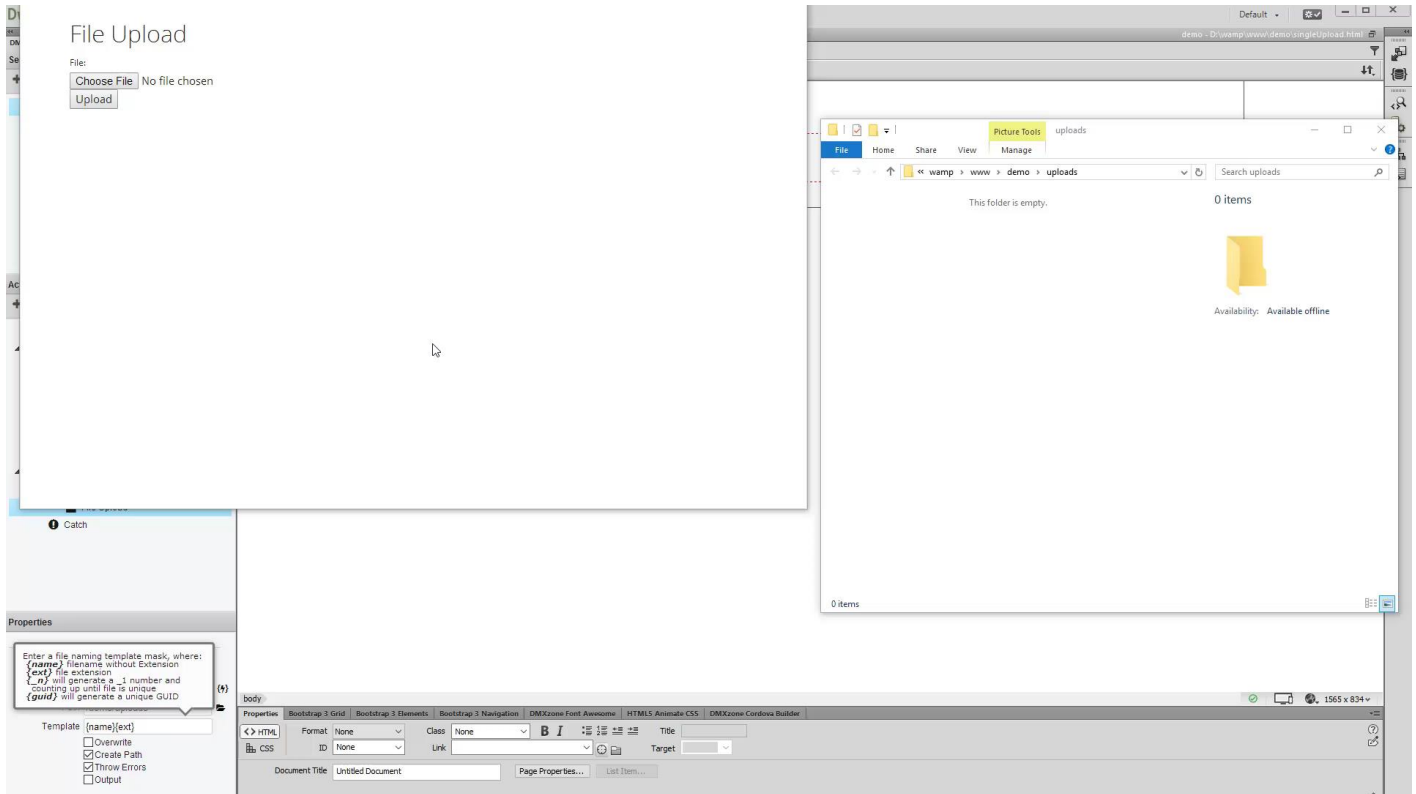 Default
demo - D:\wamp\www\demo\singleUpload.html
File Upload
File:
Choose File No file chosen
Upload
Picture Tools uploads
File Home Share View Manage
« wamp › www › demo › uploads
Search uploads
This folder is empty.
0 items
Availability: Available offline
0 items
Catch
Properties
Enter a file naming template mask, where:
{name} filename without Extension
{ext} file extension
{_n} will generate a _1 number and
counting up until file is unique
{guid} will generate a unique GUID
Template {name}{ext}
Overwrite
Create Path
Throw Errors
Output
body
1565 x 834
Properties Bootstrap 3 Grid Bootstrap 3 Elements Bootstrap 3 Navigation DMXzone Font Awesome HTML5 Animate CSS DMXzone Cordova Builder
<> HTML Format None Class None B I Title
CSS ID None Link Target
Document Title Untitled Document Page Properties... List Item...